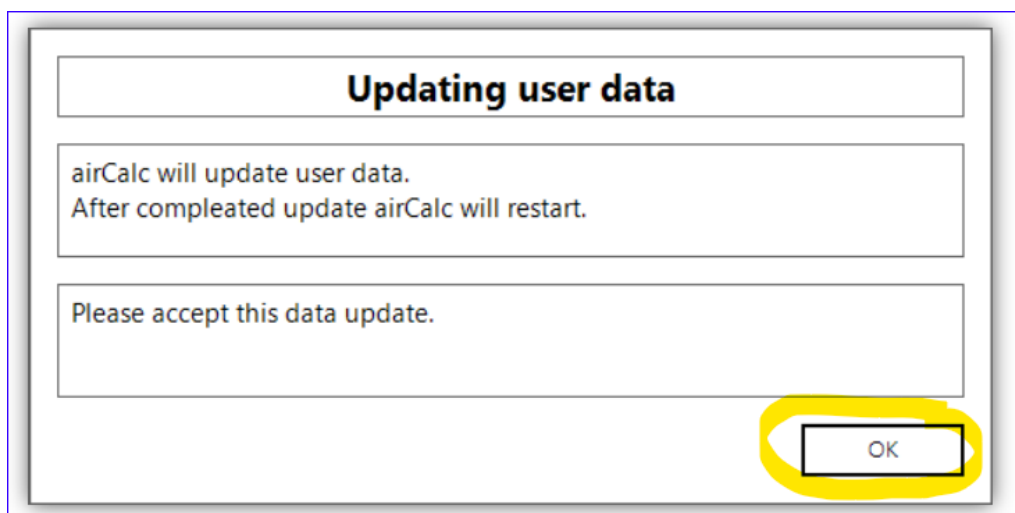 Updating user data
airCalc will update user data.
After compleated update airCalc will restart.
Please accept this data update.
OK